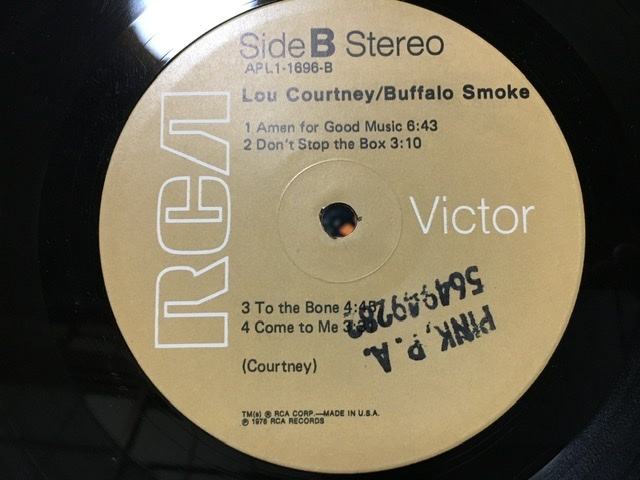 Side B Stereo
APL1-1696-B
Lou Courtney/Buffalo Smoke
1 Amen for Good Music 6:43
2 Don't Stop the Box 3:10
RCA
Victor
3 To the Bone 4:45
4 Come to Me
PINK, P. A.
(Courtney)
TM(s) ® RCA CORP.—MADE IN U.S.A.
℗ 1976 RCA RECORDS